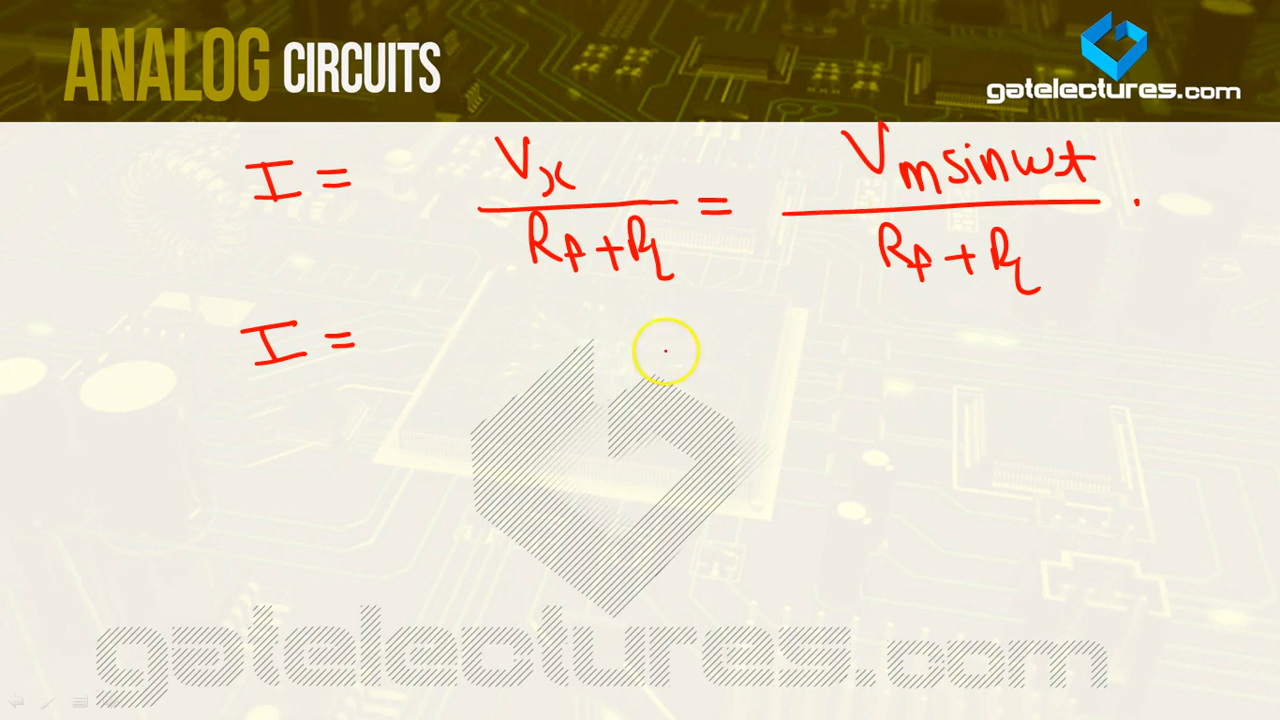 ANALOG CIRCUITS
gatelectures.com
I = Vx / (Rf + RL) = Vm sin ωt / (Rf + RL) .
I =
gatelectures.com